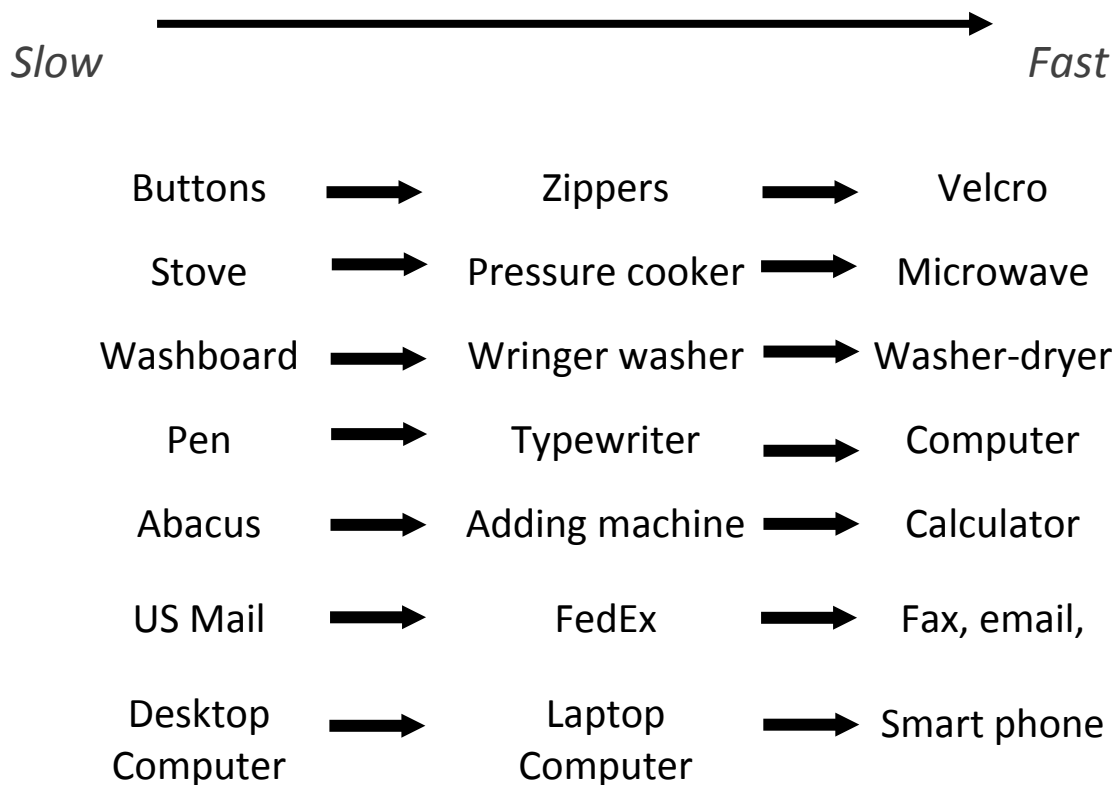 Slow Fast
Buttons Zippers Velcro
Stove Pressure cooker Microwave
Washboard Wringer washer Washer-dryer
Pen Typewriter Computer
Abacus Adding machine Calculator
US Mail FedEx Fax, email,
Desktop Laptop Smart phone
Computer Computer